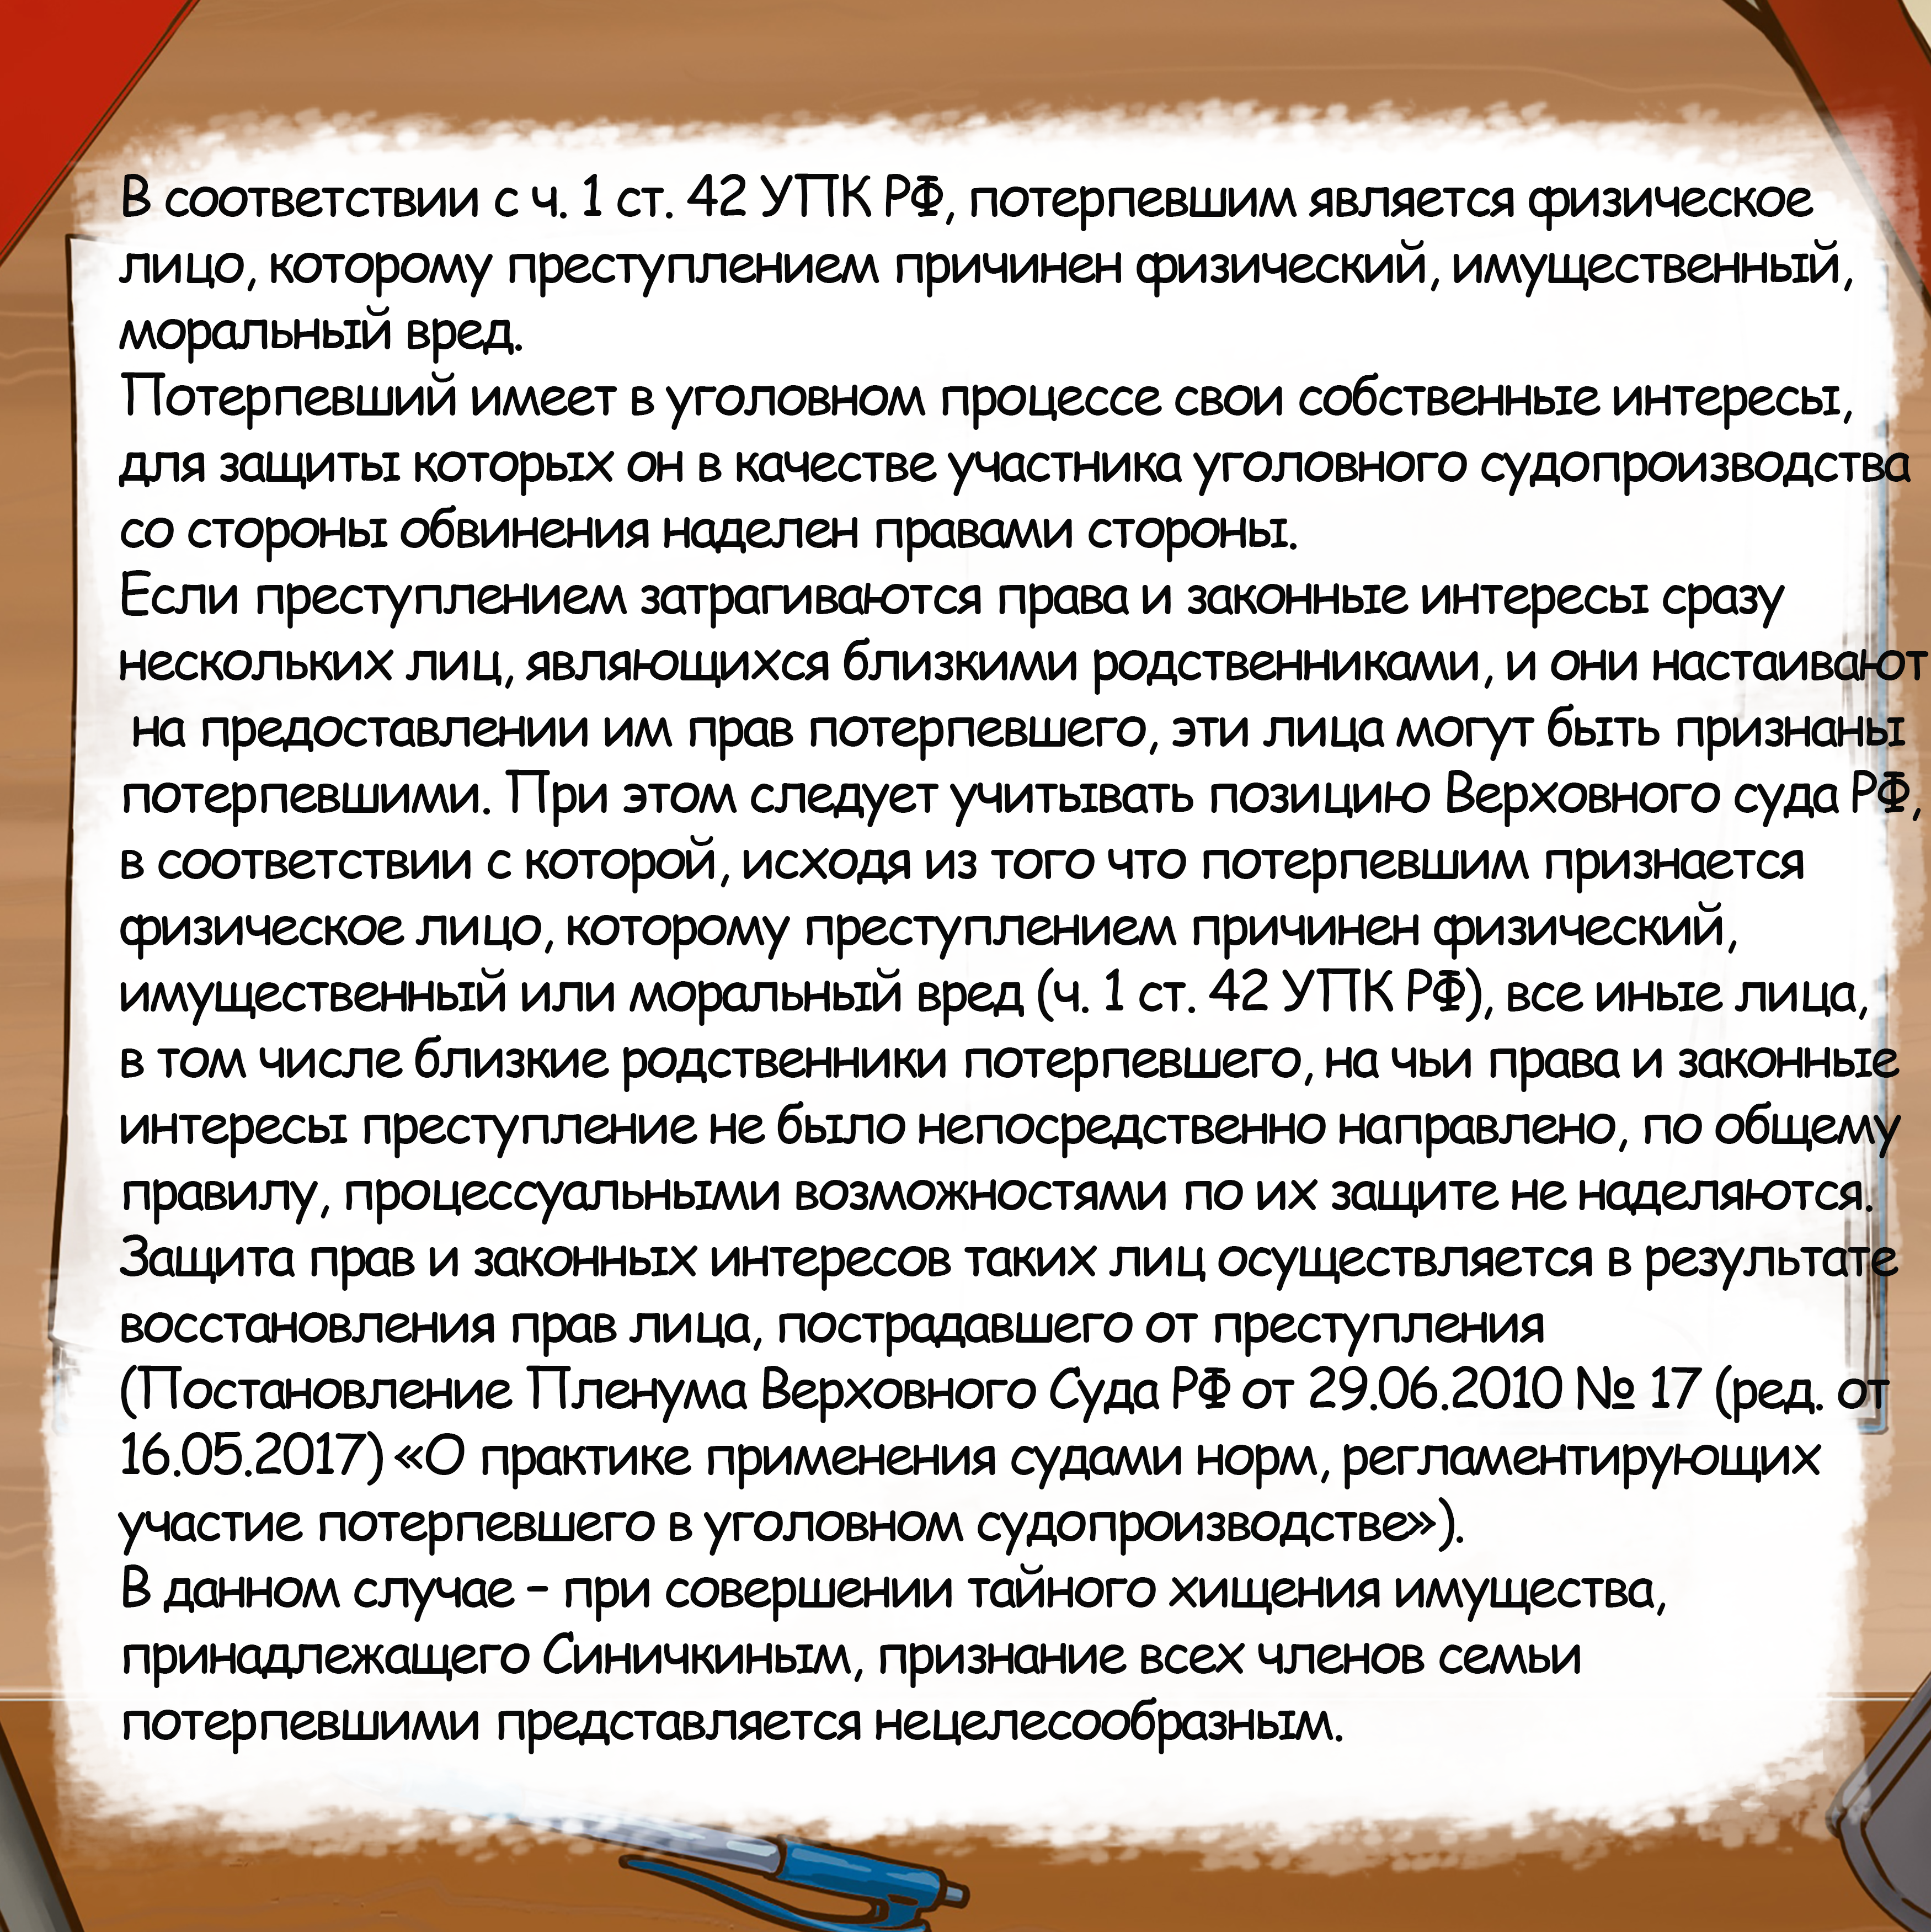 В соответствии с ч. 1 ст. 42 УПК РФ, потерпевшим является физическое
лицо, которому преступлением причинен физический, имущественный,
моральный вред.
Потерпевший имеет в уголовном процессе свои собственные интересы,
для защиты которых он в качестве участника уголовного судопроизводства
со стороны обвинения наделен правами стороны.
Если преступлением затрагиваются права и законные интересы сразу
нескольких лиц, являющихся близкими родственниками, и они настаивают
на предоставлении им прав потерпевшего, эти лица могут быть признаны
потерпевшими. При этом следует учитывать позицию Верховного суда РФ,
в соответствии с которой, исходя из того что потерпевшим признается
физическое лицо, которому преступлением причинен физический,
имущественный или моральный вред (ч. 1 ст. 42 УПК РФ), все иные лица,
в том числе близкие родственники потерпевшего, на чьи права и законные
интересы преступление не было непосредственно направлено, по общему
правилу, процессуальными возможностями по их защите не наделяются.
Защита прав и законных интересов таких лиц осуществляется в результате
восстановления прав лица, пострадавшего от преступления
(Постановление Пленума Верховного Суда РФ от 29.06.2010 № 17 (ред. от
16.05.2017) «О практике применения судами норм, регламентирующих
участие потерпевшего в уголовном судопроизводстве»).
В данном случае – при совершении тайного хищения имущества,
принадлежащего Синичкиным, признание всех членов семьи
потерпевшими представляется нецелесообразным.